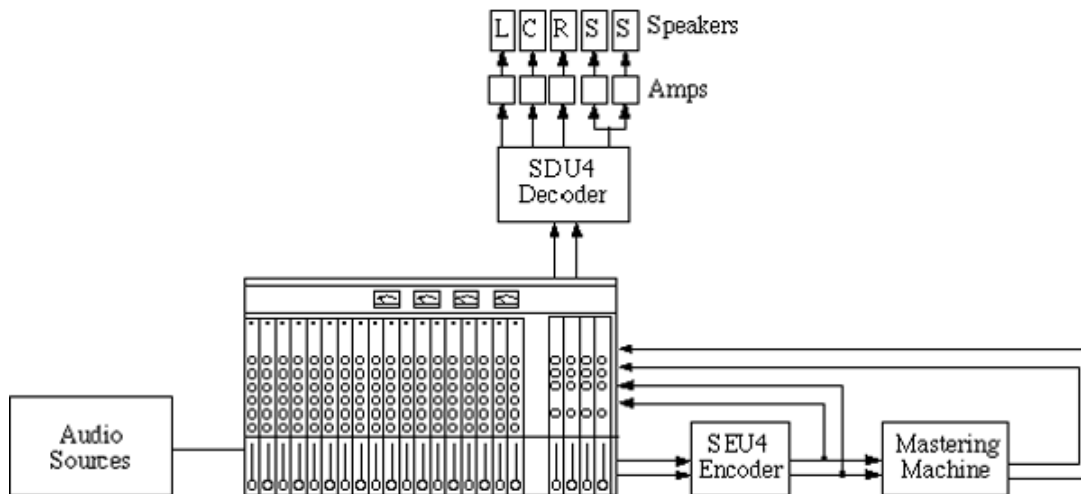 L C R S S Speakers
Amps
SDU4
Decoder
Audio
Sources
SEU4
Encoder
Mastering
Machine